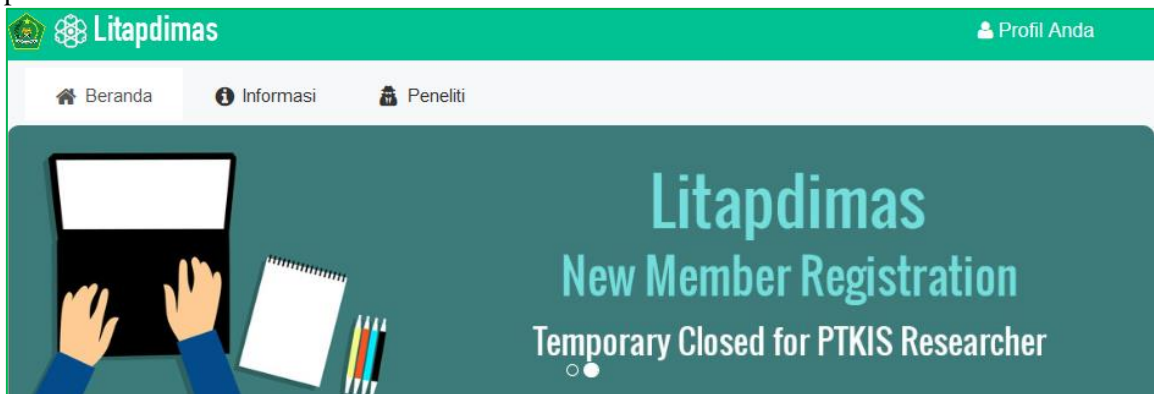 Litapdimas
Profil Anda
Beranda
Informasi
Peneliti
Litapdimas
New Member Registration
Temporary Closed for PTKIS Researcher